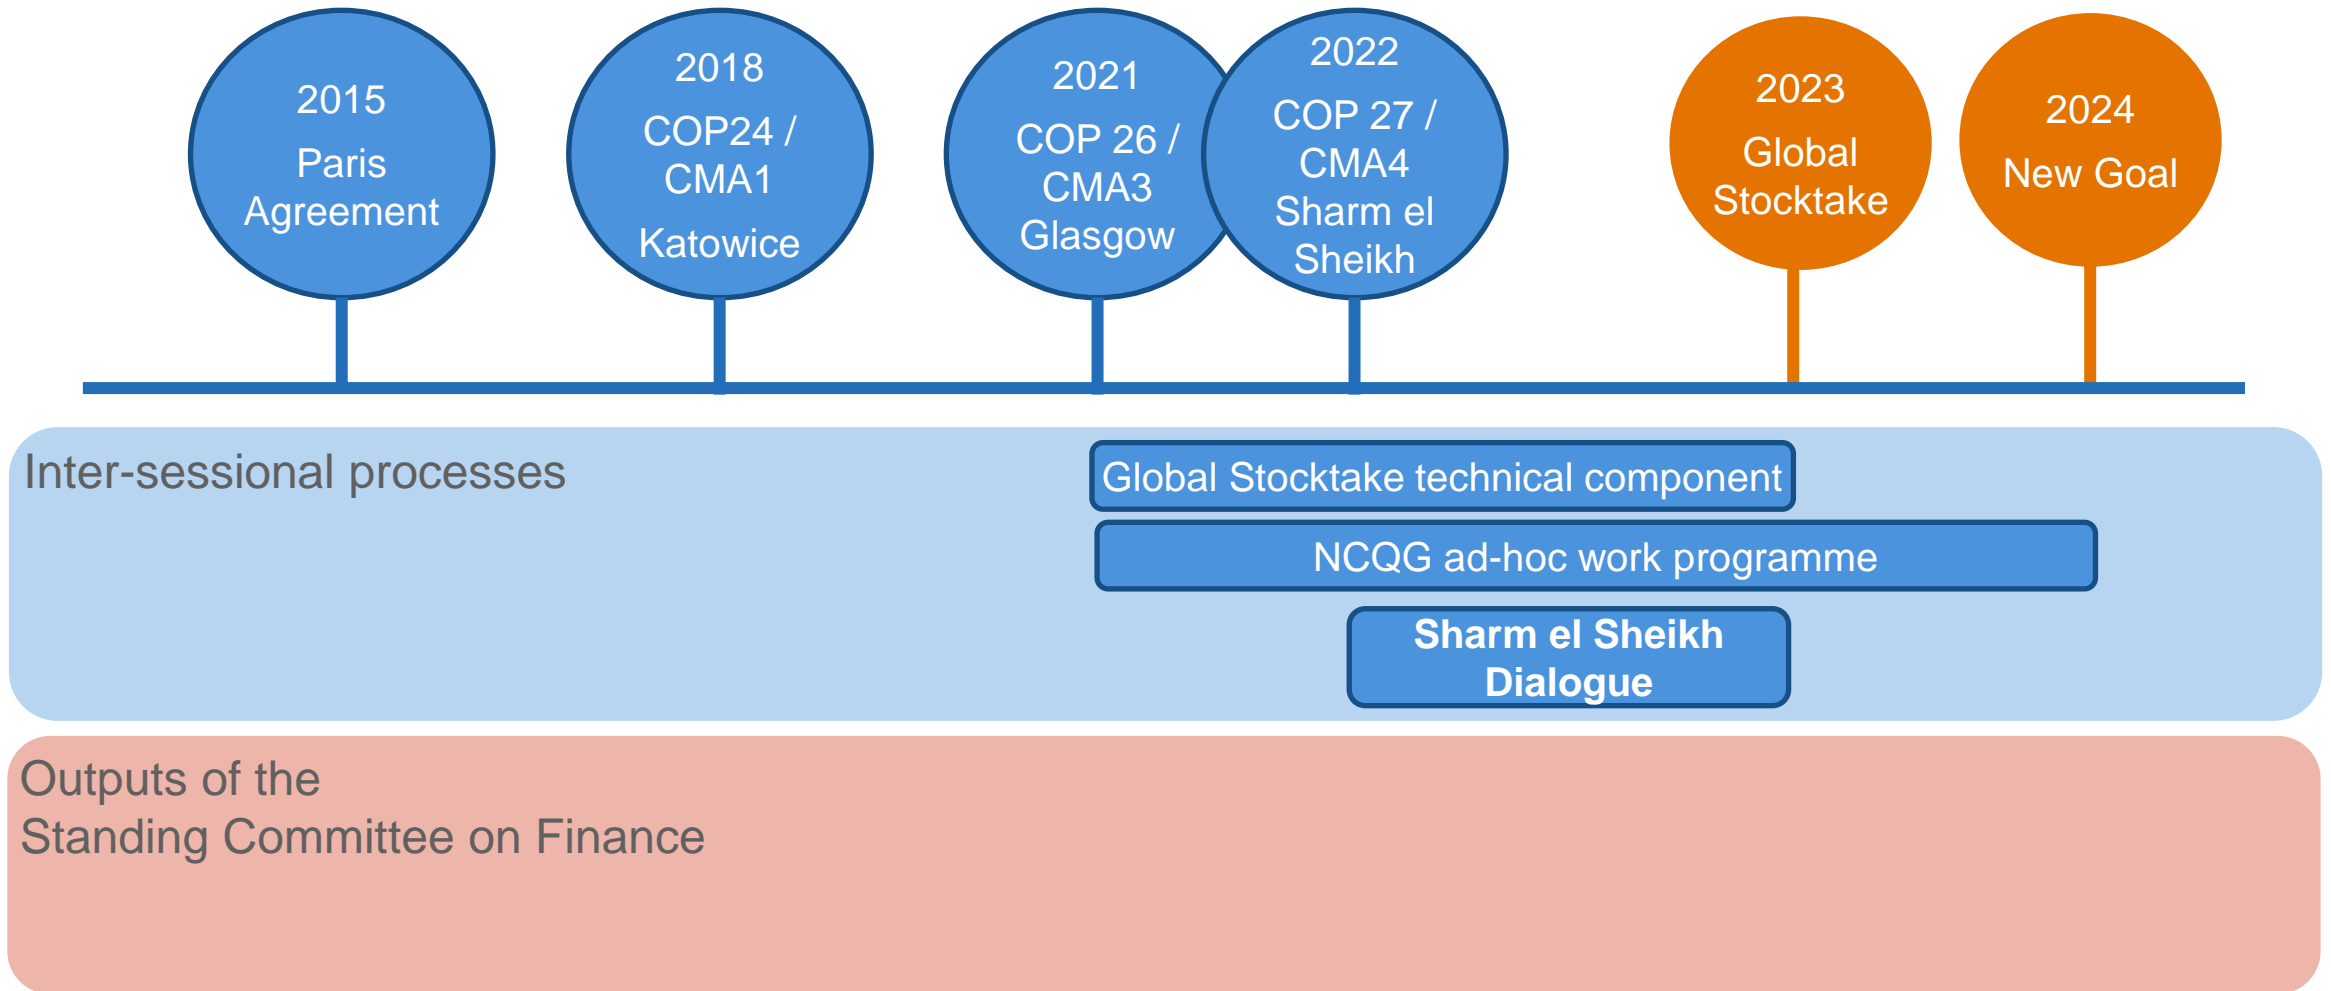 2015
Paris
Agreement
2018
COP24 /
CMA1
Katowice
2021
COP 26 /
CMA3
Glasgow
2022
COP 27 /
CMA4
Sharm el
Sheikh
2023
Global
Stocktake
2024
New Goal
Inter-sessional processes
Global Stocktake technical component
NCQG ad-hoc work programme
Sharm el Sheikh
Dialogue
Outputs of the
Standing Committee on Finance